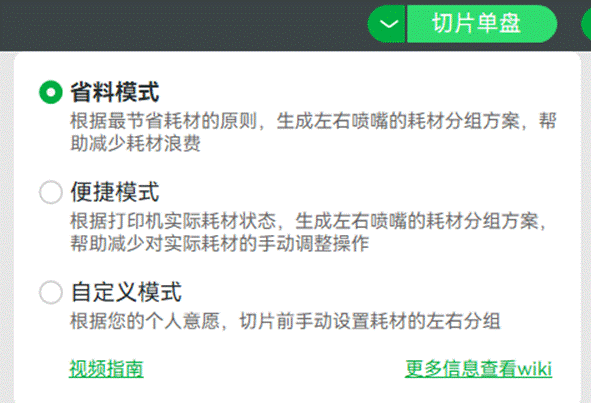 切片单盘
省料模式
根据最节省耗材的原则，生成左右喷嘴的耗材分组方案，帮
助减少耗材浪费
便捷模式
根据打印机实际耗材状态，生成左右喷嘴的耗材分组方案，
帮助减少对实际耗材的手动调整操作
自定义模式
根据您的个人意愿，切片前手动设置耗材的左右分组
视频指南 更多信息查看wiki